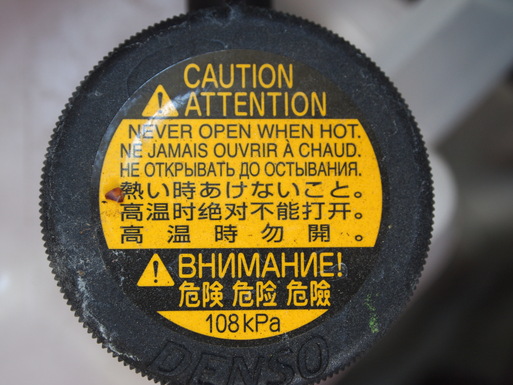 CAUTION
ATTENTION
NEVER OPEN WHEN HOT.
NE JAMAIS OUVRIR À CHAUD.
НЕ ОТКРЫВАТЬ ДО ОСТЫВАНИЯ.
熱い時あけないこと。
高温时绝对不能打开。
高温時勿開。
ВНИМАНИЕ!
危険 危险 危險
108kPa
DENSO